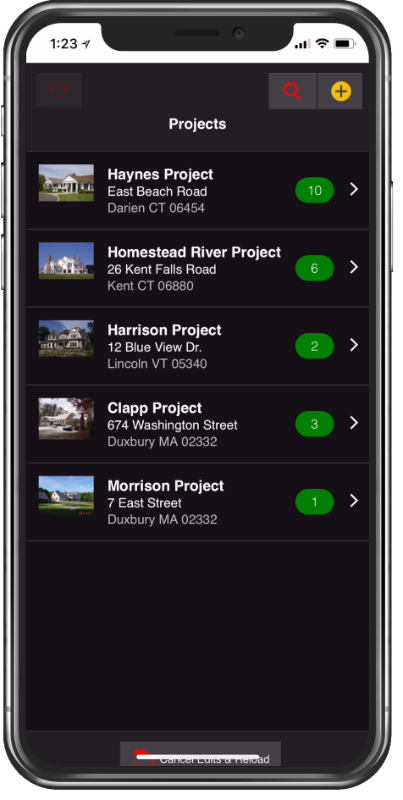 1:23
Projects
Haynes Project
East Beach Road
Darien CT 06454
10
Homestead River Project
26 Kent Falls Road
Kent CT 06880
6
Harrison Project
12 Blue View Dr.
Lincoln VT 05340
2
Clapp Project
674 Washington Street
Duxbury MA 02332
3
Morrison Project
7 East Street
Duxbury MA 02332
1
Cancel Edits & Reload